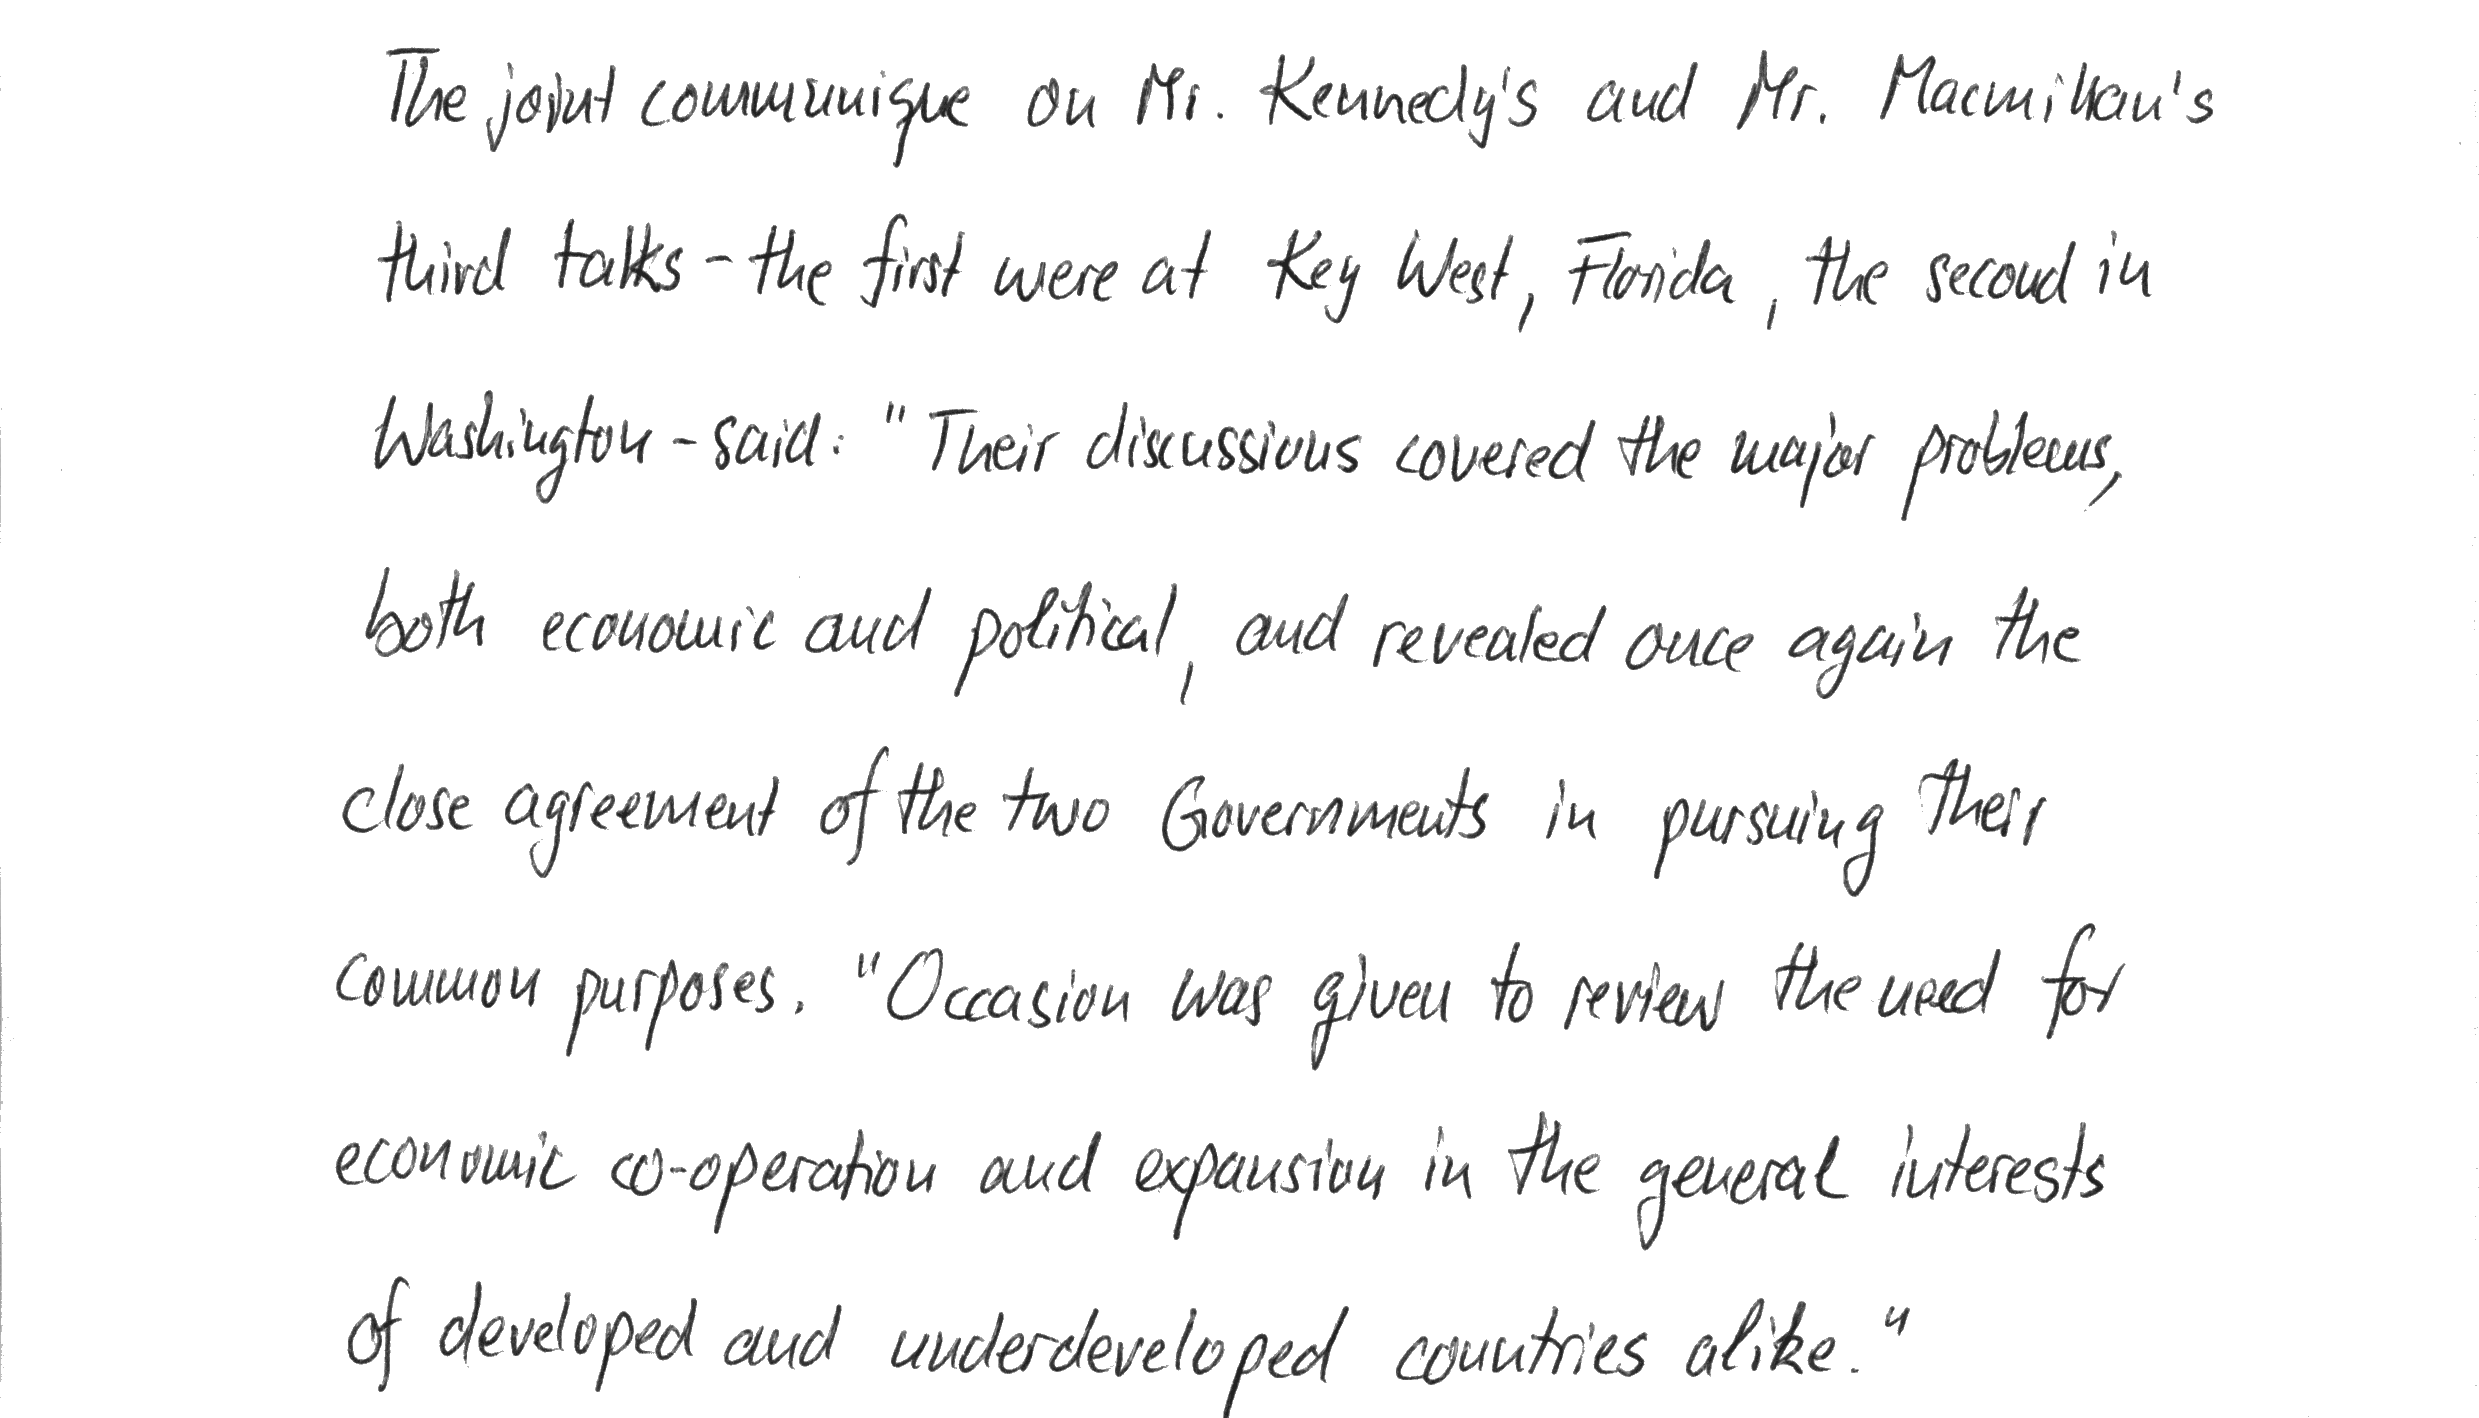 The joint communique on Mr. Kennedy's and Mr. Macmillan's
third talks - the first were at Key West, Florida, the second in
Washington - said: "Their discussions covered the major problems,
both economic and political, and revealed once again the
close agreement of the two Governments in pursuing their
common purposes. "Occasion was given to review the need for
economic co-operation and expansion in the general interests
of developed and underdeveloped countries alike."